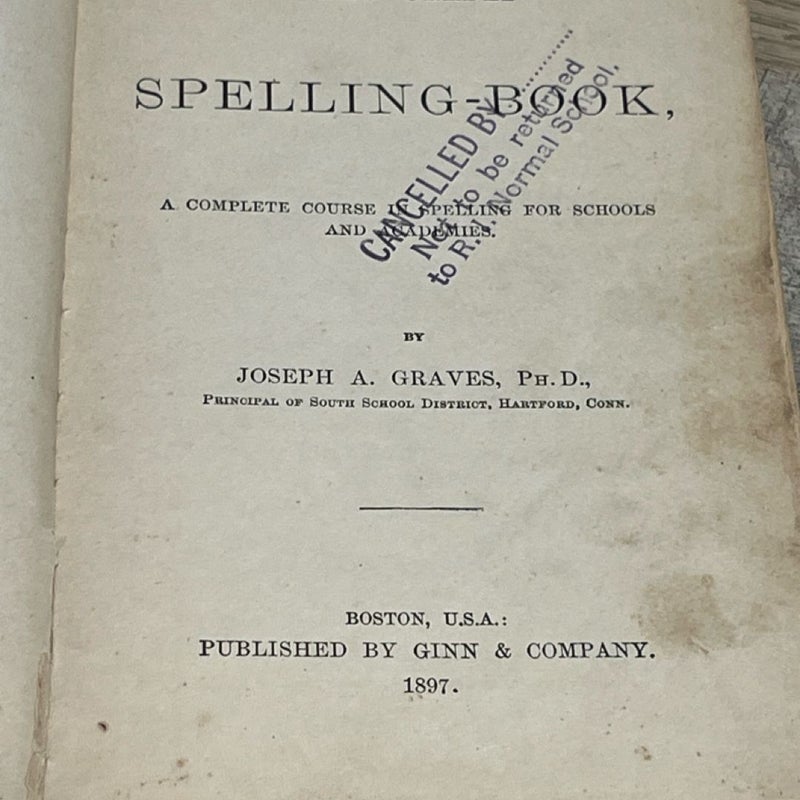 SPELLING-BOOK,
A COMPLETE COURSE IN SPELLING FOR SCHOOLS
AND ACADEMIES.
CANCELLED BY ............
Not to be returned
to R.I. Normal School.
BY
JOSEPH A. GRAVES, PH.D.,
PRINCIPAL OF SOUTH SCHOOL DISTRICT, HARTFORD, CONN.
BOSTON, U.S.A.:
PUBLISHED BY GINN & COMPANY.
1897.